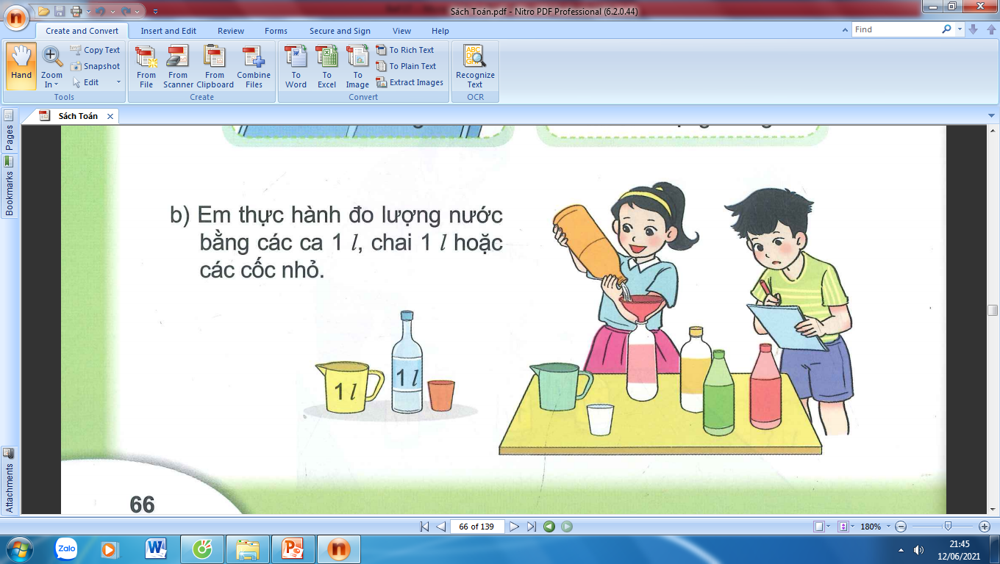 Sách Toán.pdf - Nitro PDF Professional (6.2.0.44)
Create and Convert Insert and Edit Review Forms Secure and Sign View Help Find
Hand
Zoom In
Copy Text
Snapshot
Edit
Tools
From File
From Scanner
From Clipboard
Combine Files
Create
To Word
To Excel
To Image
To Rich Text
To Plain Text
Extract Images
Convert
ABC
Recognize Text
OCR
Sách Toán
Pages
Bookmarks
Attachments
b) Em thực hành đo lượng nước
bằng các ca 1 l, chai 1 l hoặc
các cốc nhỏ.
1 l
1 l
66
66 of 139
180%
Zalo
21:45
12/06/2021